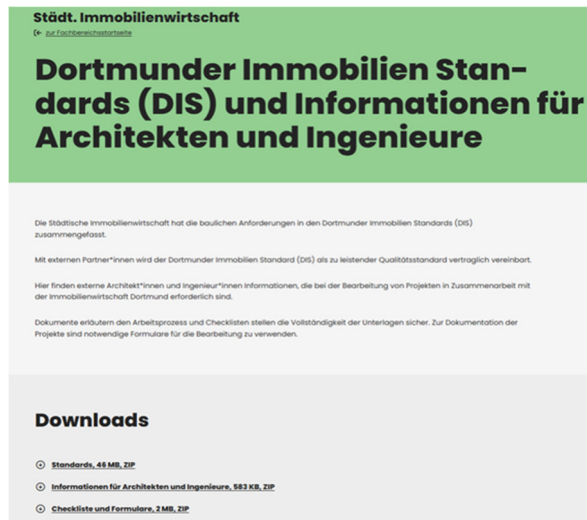 Städt. Immobilienwirtschaft
zur Fachbereichsstartseite
Dortmunder Immobilien Stan-
dards (DIS) und Informationen für
Architekten und Ingenieure
Die Städtische Immobilienwirtschaft hat die baulichen Anforderungen in den Dortmunder Immobilien Standards (DIS)
zusammengefasst.
Mit externen Partner*innen wird der Dortmunder Immobilien Standard (DIS) als zu leistender Qualitätsstandard vertraglich vereinbart.
Hier finden externe Architekt*innen und Ingenieur*innen Informationen, die bei der Bearbeitung von Projekten in Zusammenarbeit mit
der Immobilienwirtschaft Dortmund erforderlich sind.
Dokumente erläutern den Arbeitsprozess und Checklisten stellen die Vollständigkeit der Unterlagen sicher. Zur Dokumentation der
Projekte sind notwendige Formulare für die Bearbeitung zu verwenden.
Downloads
Standards, 46 MB, ZIP
Informationen für Architekten und Ingenieure, 583 KB, ZIP
Checkliste und Formulare, 2 MB, ZIP